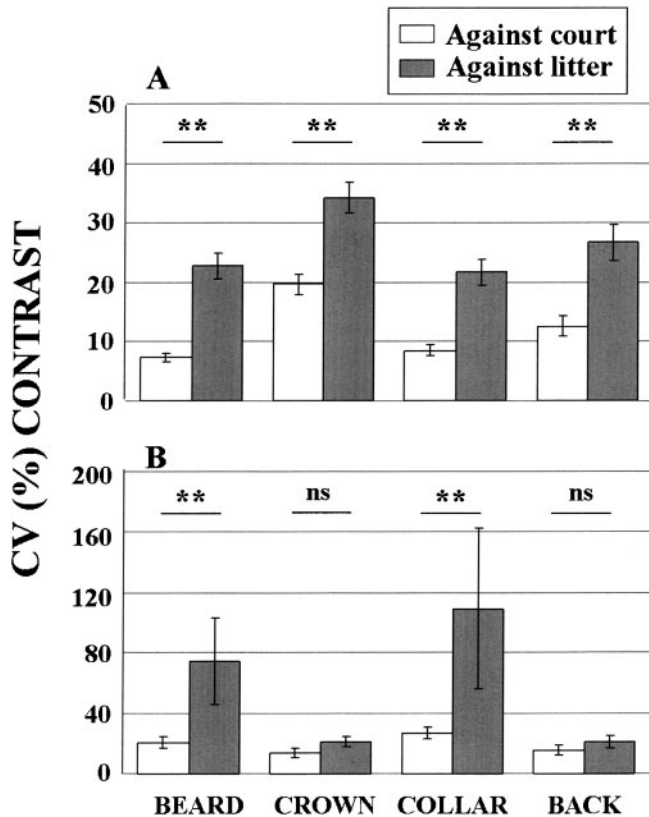 Against court
Against litter
A
50
** ** ** **
40
30
20
10
0
CV (%) CONTRAST
B
200
** ns ** ns
160
120
80
40
0
BEARD CROWN COLLAR BACK